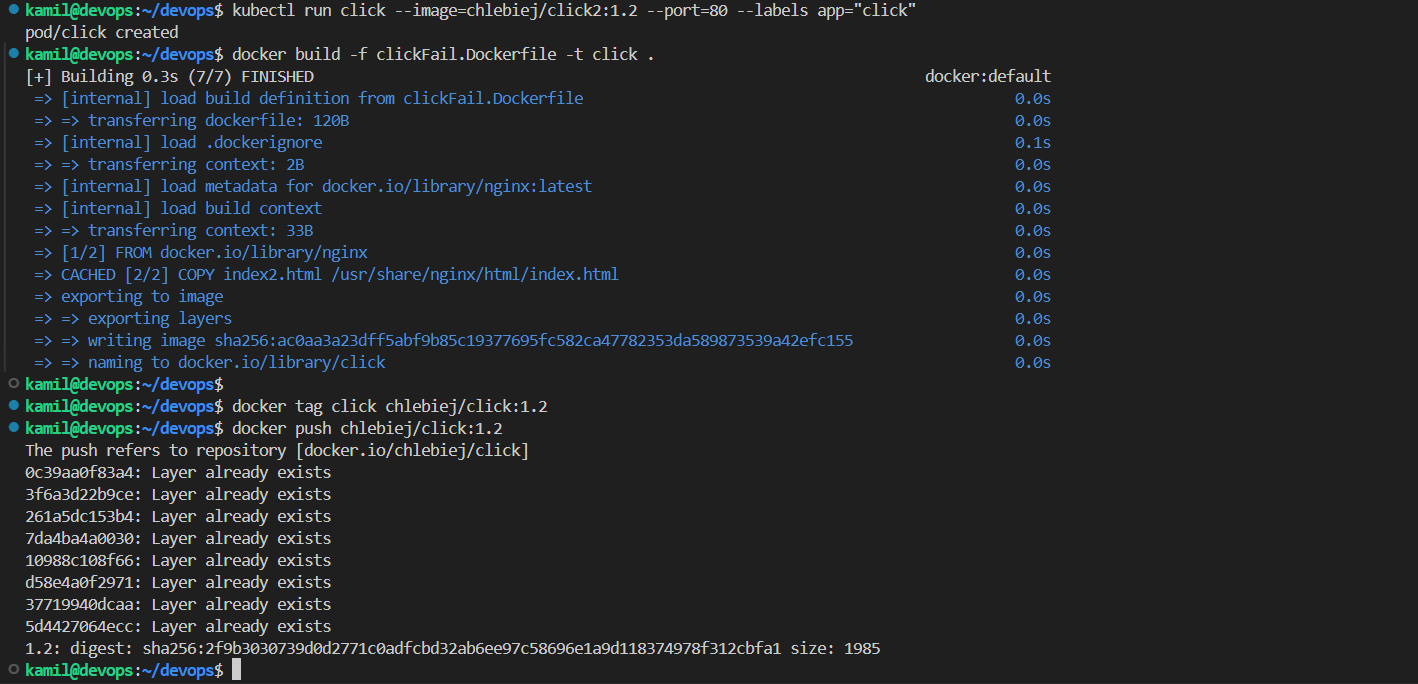 kamil@devops:~/devops$ kubectl run click --image=chlebiej/click2:1.2 --port=80 --labels app="click"
pod/click created
kamil@devops:~/devops$ docker build -f clickFail.Dockerfile -t click .
[+] Building 0.3s (7/7) FINISHED docker:default
=> [internal] load build definition from clickFail.Dockerfile 0.0s
=> => transferring dockerfile: 120B 0.0s
=> [internal] load .dockerignore 0.1s
=> => transferring context: 2B 0.0s
=> [internal] load metadata for docker.io/library/nginx:latest 0.0s
=> [internal] load build context 0.0s
=> => transferring context: 33B 0.0s
=> [1/2] FROM docker.io/library/nginx 0.0s
=> CACHED [2/2] COPY index2.html /usr/share/nginx/html/index.html 0.0s
=> exporting to image 0.0s
=> => exporting layers 0.0s
=> => writing image sha256:ac0aa3a23dff5abf9b85c19377695fc582ca47782353da589873539a42efc155 0.0s
=> => naming to docker.io/library/click 0.0s
kamil@devops:~/devops$
kamil@devops:~/devops$ docker tag click chlebiej/click:1.2
kamil@devops:~/devops$ docker push chlebiej/click:1.2
The push refers to repository [docker.io/chlebiej/click]
0c39aa0f83a4: Layer already exists
3f6a3d22b9ce: Layer already exists
261a5dc153b4: Layer already exists
7da4ba4a0030: Layer already exists
10988c108f66: Layer already exists
d58e4a0f2971: Layer already exists
37719940dcaa: Layer already exists
5d4427064ecc: Layer already exists
1.2: digest: sha256:2f9b3030739d0d2771c0adfcbd32ab6ee97c58696e1a9d118374978f312cbfa1 size: 1985
kamil@devops:~/devops$